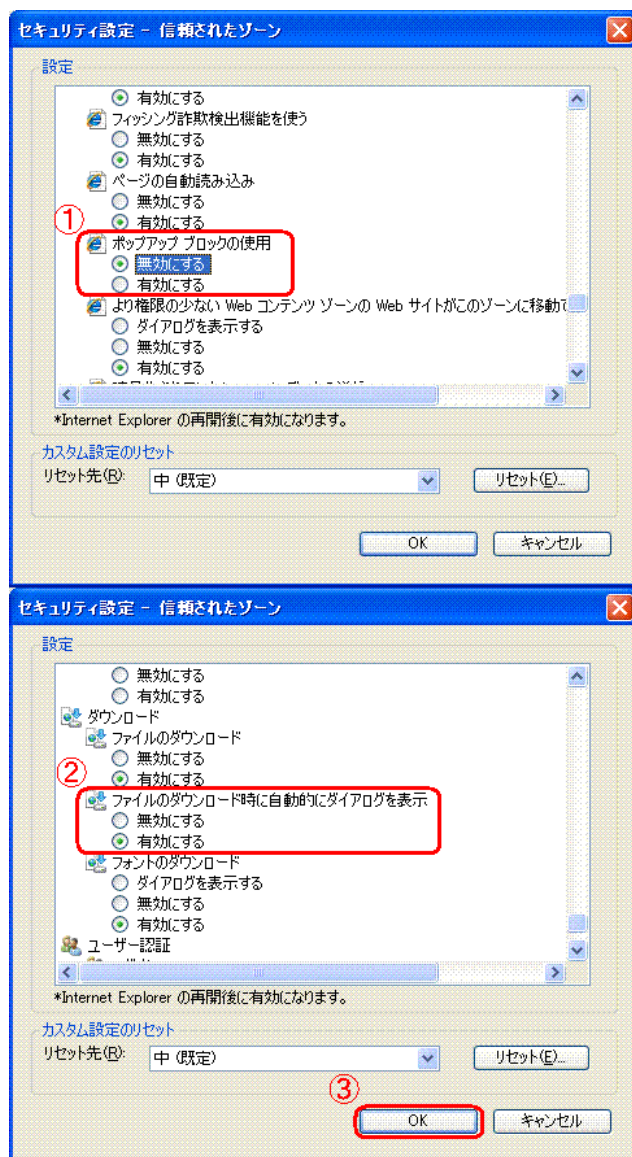 セキュリティ設定 - 信頼されたゾーン
設定
有効にする
フィッシング詐欺検出機能を使う
無効にする
有効にする
ページの自動読み込み
無効にする
有効にする
①
ポップアップ ブロックの使用
無効にする
有効にする
より権限の少ない Web コンテンツ ゾーンの Web サイトがこのゾーンに移動で
ダイアログを表示する
無効にする
有効にする
*Internet Explorer の再開後に有効になります。
カスタム設定のリセット
リセット先(R): 中 (既定) リセット(E)...
OK キャンセル
セキュリティ設定 - 信頼されたゾーン
設定
無効にする
有効にする
ダウンロード
ファイルのダウンロード
無効にする
有効にする
②
ファイルのダウンロード時に自動的にダイアログを表示
無効にする
有効にする
フォントのダウンロード
ダイアログを表示する
無効にする
有効にする
ユーザー認証
*Internet Explorer の再開後に有効になります。
カスタム設定のリセット
リセット先(R): 中 (既定) リセット(E)...
③
OK キャンセル